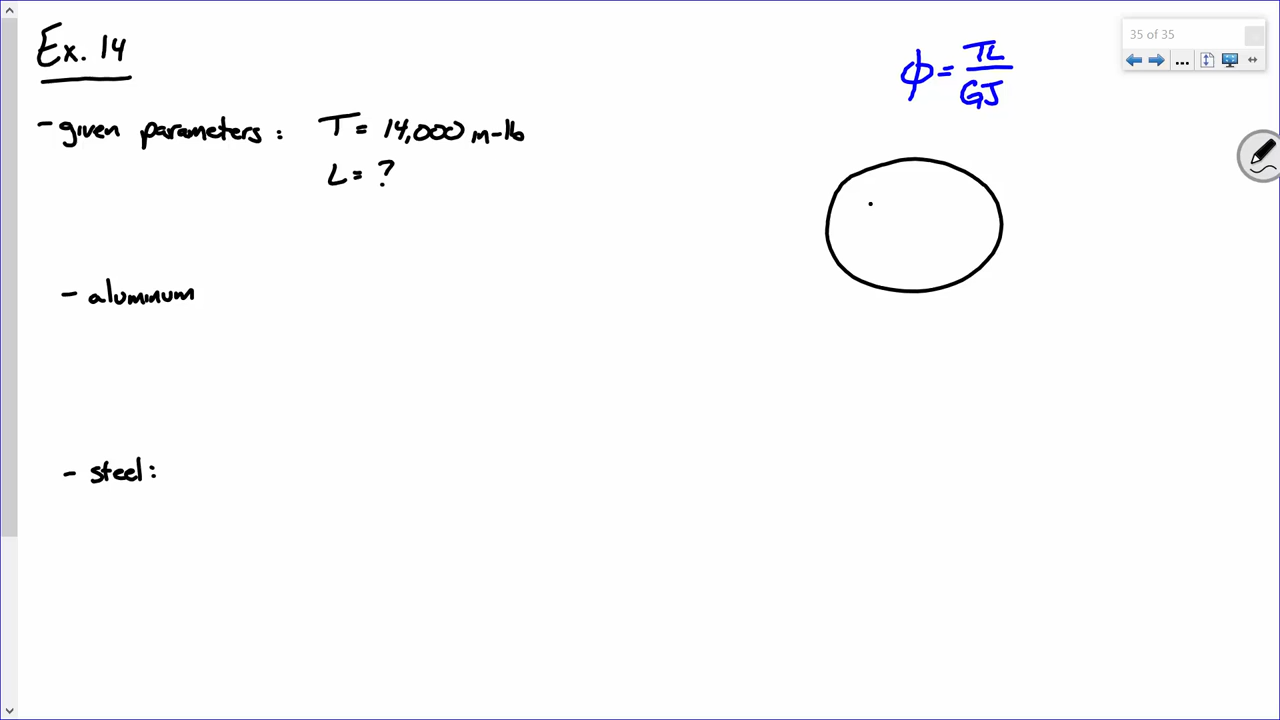 Ex. 14
35 of 35
ϕ = TL/GJ
- given parameters: T = 14,000 in-lb
L = ?
- aluminum
- steel: